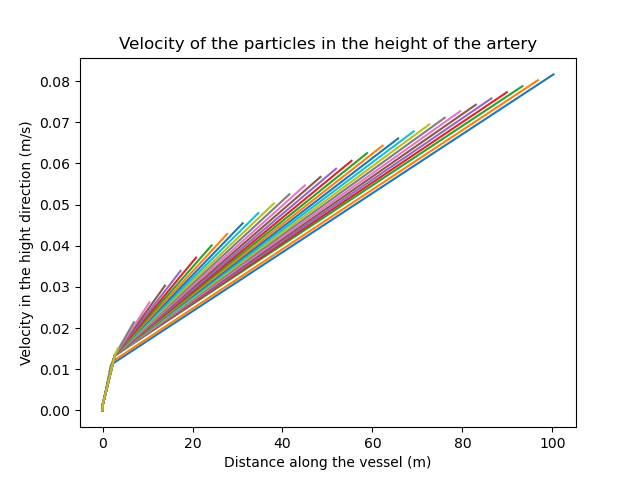 Velocity of the particles in the height of the artery
Velocity in the hight direction (m/s)
0.08
0.07
0.06
0.05
0.04
0.03
0.02
0.01
0.00
0 20 40 60 80 100
Distance along the vessel (m)